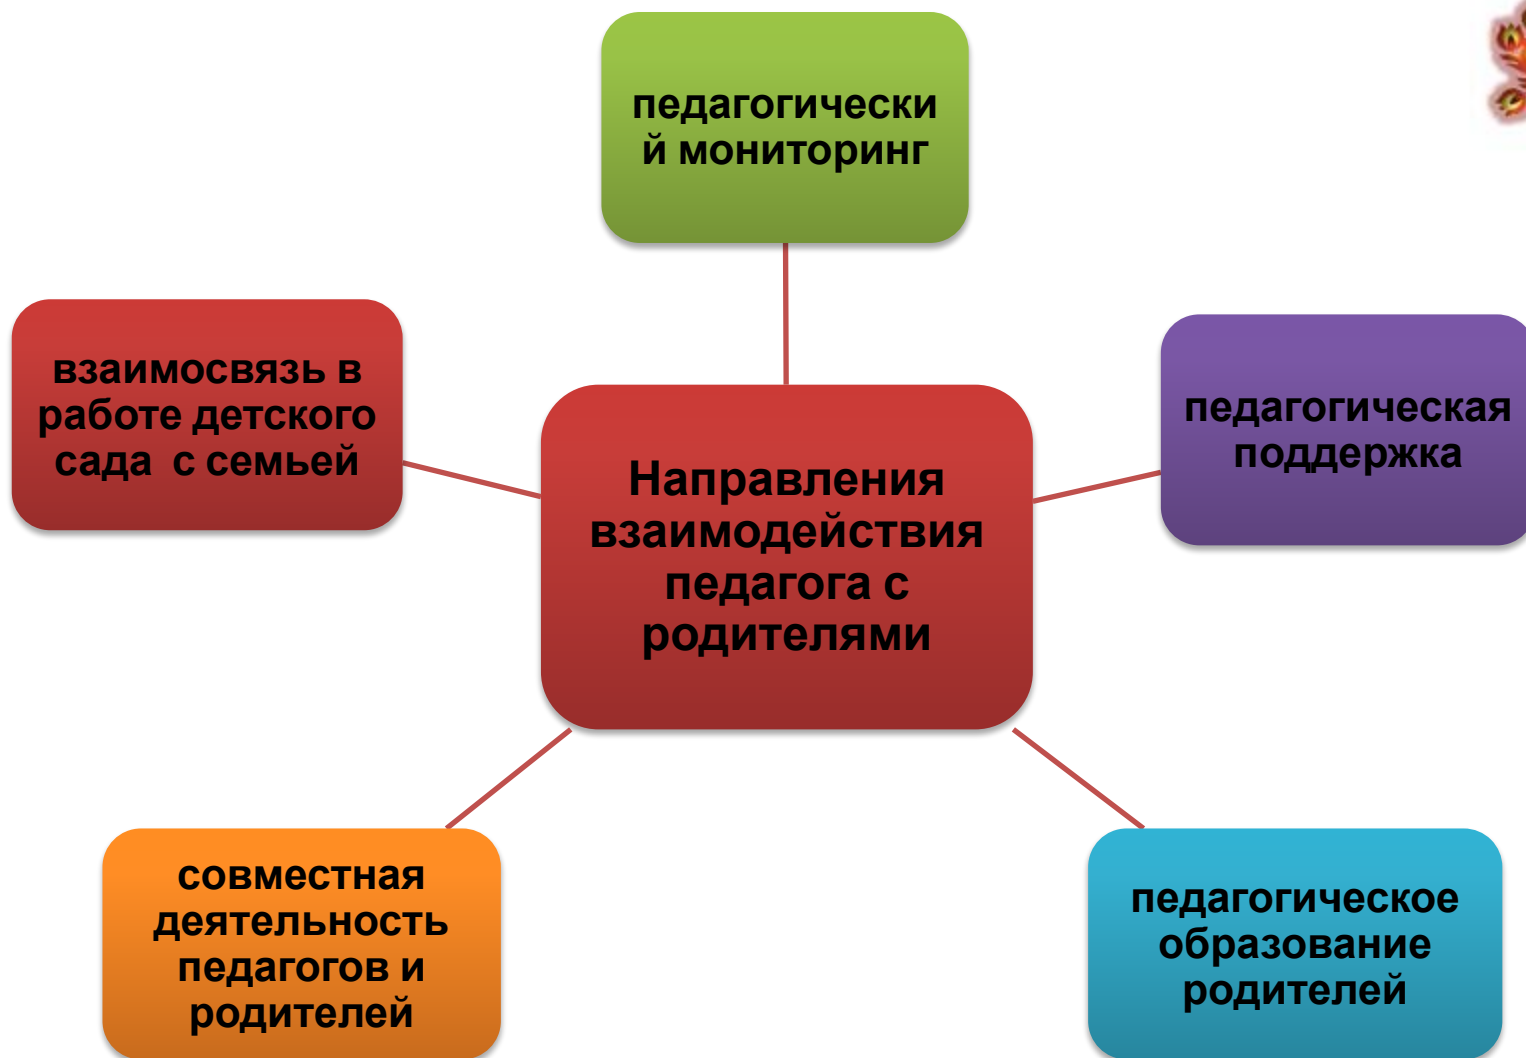 педагогически
й мониторинг
взаимосвязь в
работе детского
сада  с семьей
педагогическая
поддержка
Направления
взаимодействия
педагога с
родителями
совместная
деятельность
педагогов и
родителей
педагогическое
образование
родителей